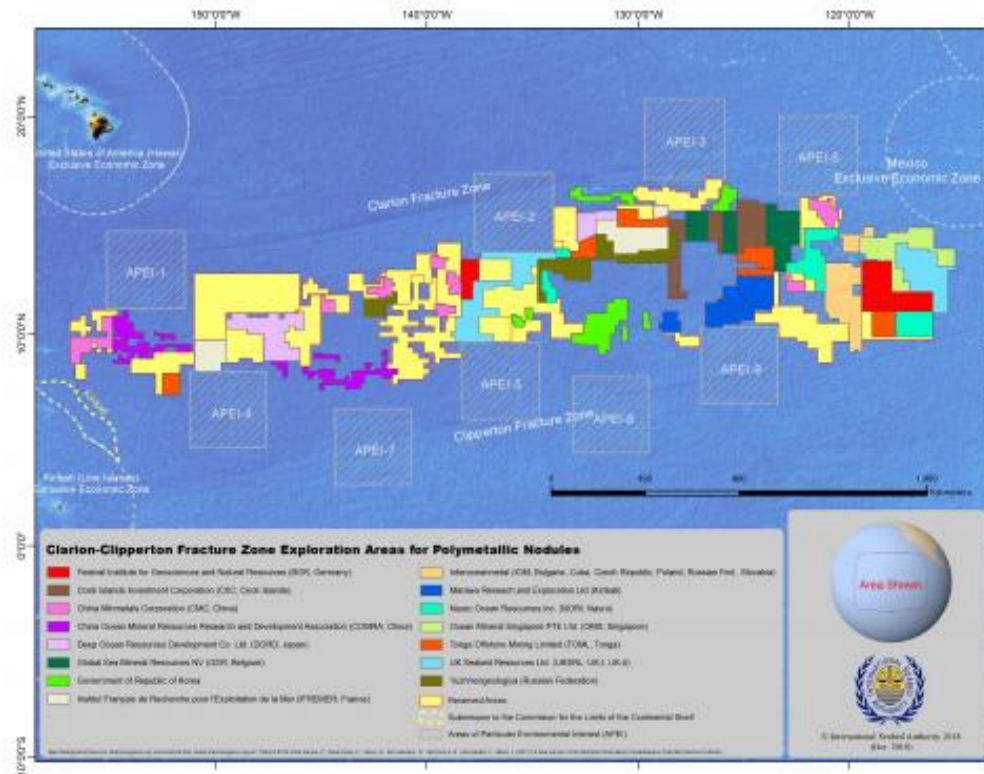 150°0'0"W 140°0'0"W 130°0'0"W 120°0'0"W
20°0'0"N
10°0'0"N
0°0'0"
10°0'0"S
United States of America (Hawaii)
Exclusive Economic Zone
Mexico
Exclusive Economic Zone
Clarion Fracture Zone
APEI-3
APEI-2
APEI-1
APEI-9
APEI-5
APEI-4
APEI-7
Clipperton Fracture Zone
Kiribati (Line Islands)
Exclusive Economic Zone
Clarion-Clipperton Fracture Zone Exploration Areas for Polymetallic Nodules
Federal Institute for Geosciences and Natural Resources (BGR, Germany)
Cook Islands Investment Corporation (CIIC, Cook Islands)
China Minmetals Corporation (CMC, China)
China Ocean Mineral Resources Research and Development Association (COMRA, China)
Deep Ocean Resources Development Co. Ltd. (DORD, Japan)
Global Sea Mineral Resources NV (GSR, Belgium)
Government of Republic of Korea
Institut Français de Recherche pour l'Exploitation de la Mer (IFREMER, France)
Interoceanmetal (IOM, Bulgaria, Cuba, Czech Republic, Poland, Russian Fed., Slovakia)
Marawa Research and Exploration Ltd (Kiribati)
Nauru Ocean Resources Inc. (NORI, Nauru)
Ocean Mineral Singapore PTE Ltd. (OMS, Singapore)
Tonga Offshore Mining Limited (TOML, Tonga)
UK Seabed Resources Ltd. (UKSRL, UK-I, UK-II)
Yuzhmorgeologiya (Russian Federation)
Reserved Areas
Submission to the Commission for the Limits of the Continental Shelf
Areas of Particular Environmental Interest (APEI)
Area Shown
© International Seabed Authority 2018